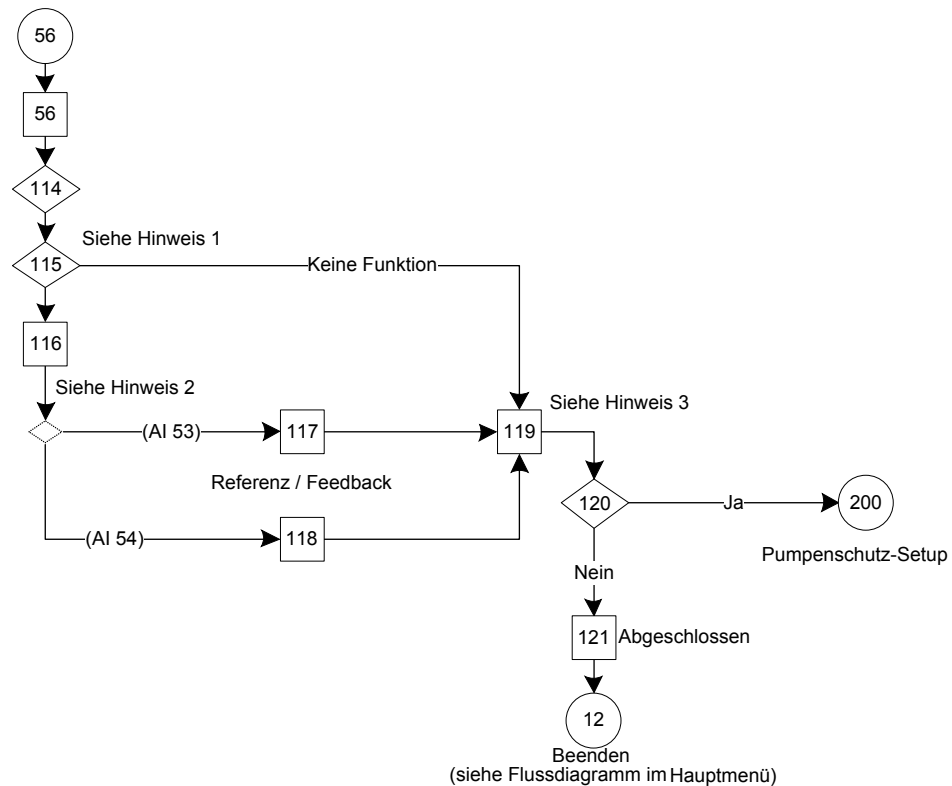 56
56
114
Siehe Hinweis 1
115
Keine Funktion
116
Siehe Hinweis 2
Siehe Hinweis 3
(AI 53)
117
119
Referenz / Feedback
120
Ja
200
(AI 54)
118
Pumpenschutz-Setup
Nein
121
Abgeschlossen
12
Beenden
(siehe Flussdiagramm im Hauptmenü)